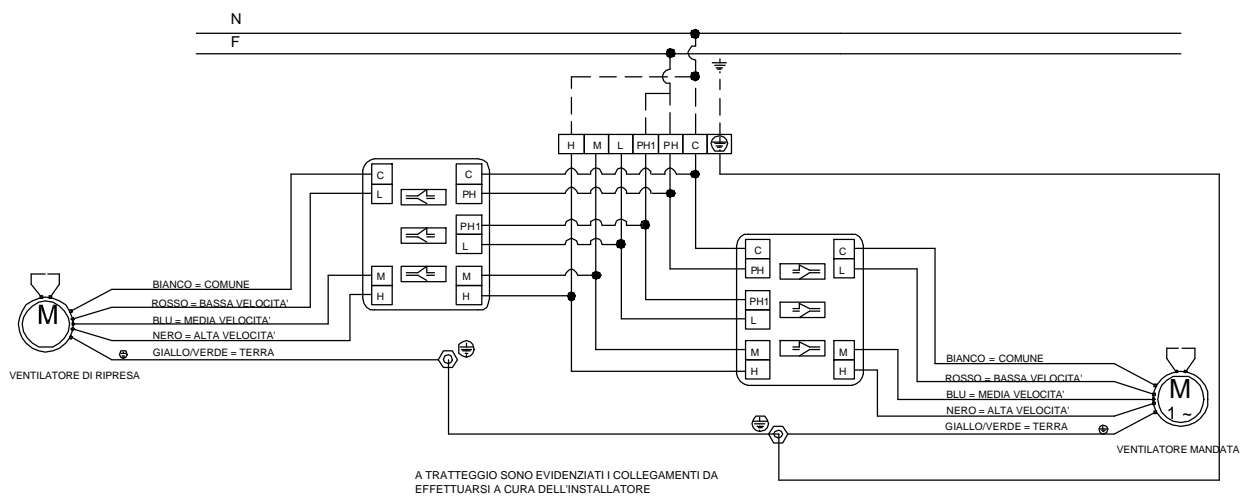 N
F
H M L PH1 PH C
C C
L PH
PH1
L
M M
H H
C C
PH L
PH1
L
M M
H H
BIANCO = COMUNE
ROSSO = BASSA VELOCITA'
BLU = MEDIA VELOCITA'
NERO = ALTA VELOCITA'
GIALLO/VERDE = TERRA
M
VENTILATORE DI RIPRESA
BIANCO = COMUNE
ROSSO = BASSA VELOCITA'
BLU = MEDIA VELOCITA'
NERO = ALTA VELOCITA'
GIALLO/VERDE = TERRA
M
1 ~
VENTILATORE MANDATA
A TRATTEGGIO SONO EVIDENZIATI I COLLEGAMENTI DA
EFFETTUARSI A CURA DELL'INSTALLATORE